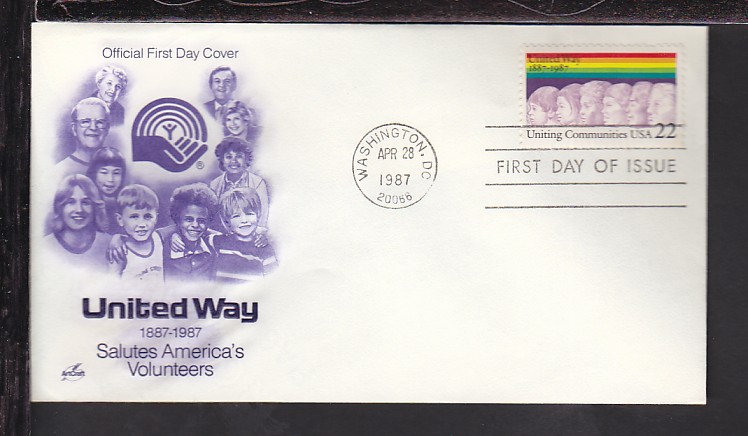 Official First Day Cover
®
United Way
1887-1987
Salutes America's
Volunteers
ArtCraft
WASHINGTON, DC
APR 28
1987
20066
United Way
1887-1987
Uniting Communities USA 22
FIRST DAY OF ISSUE